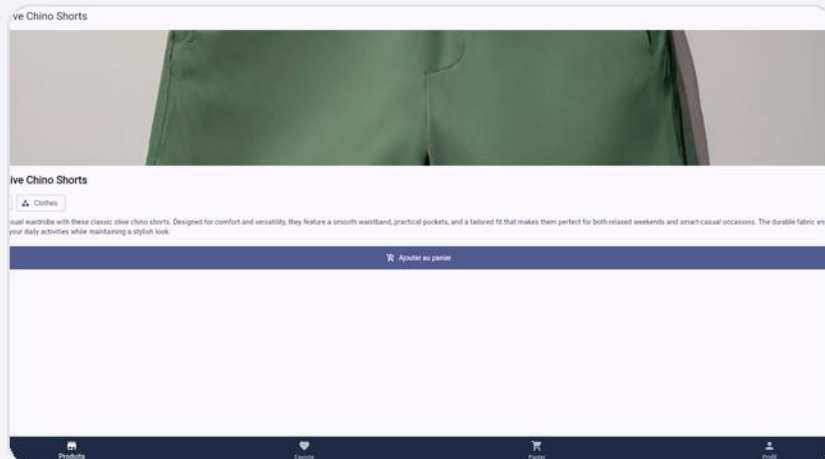 ve Chino Shorts
ive Chino Shorts
Clothes
sual wardrobe with these classic olive chino shorts. Designed for comfort and versatility, they feature a smooth waistband, practical pockets, and a tailored fit that makes them perfect for both relaxed weekends and smart-casual occasions. The durable fabric en
your daily activities while maintaining a stylish look.
Ajouter au panier
Produits Favoris Panier Profil